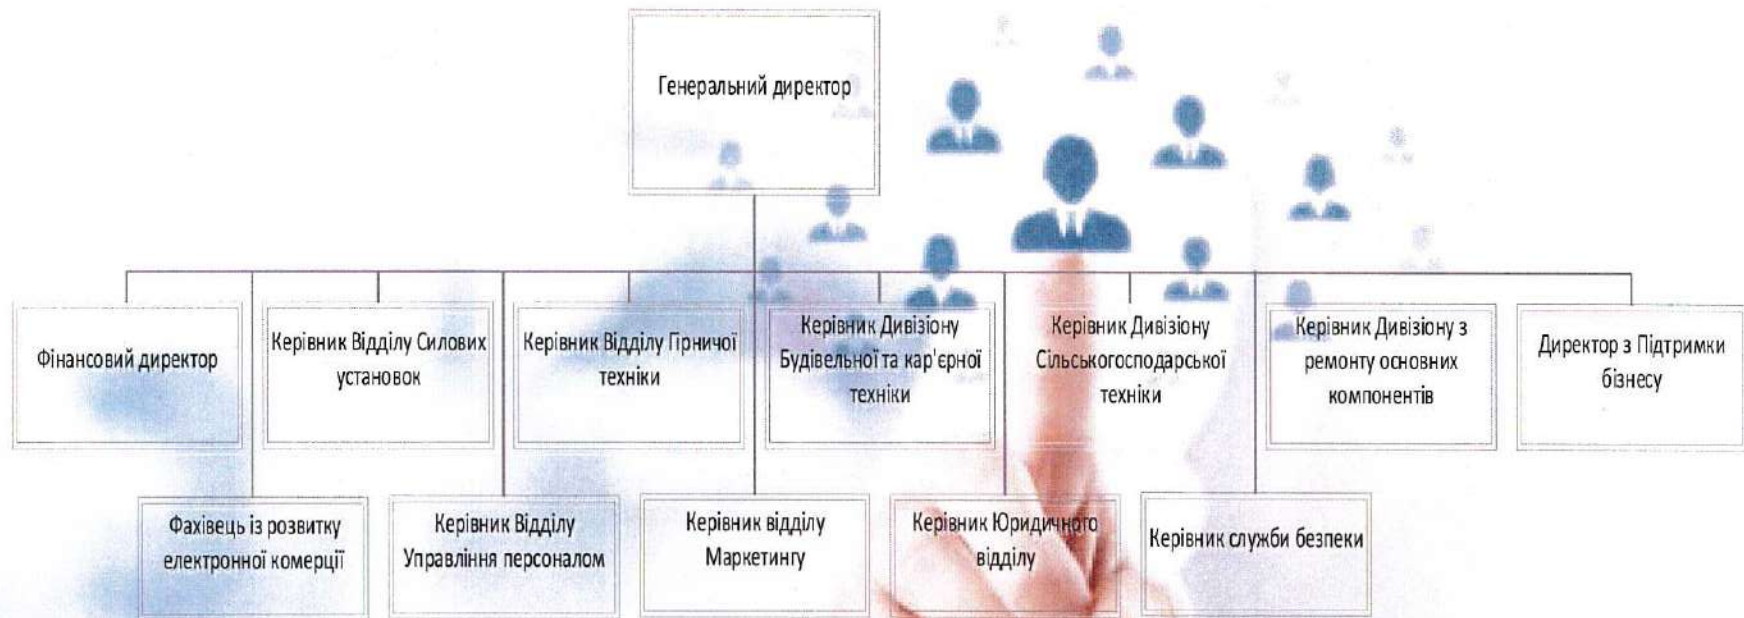 Генеральний директор
Фінансовий директор
Керівник Відділу Силових
установок
Керівник Відділу Гірничої
техніки
Керівник Дивізіону
Будівельної та кар'єрної
техніки
Керівник Дивізіону
Сільськогосподарської
техніки
Керівник Дивізіону з
ремонту основних
компонентів
Директор з Підтримки
бізнесу
Фахівець із розвитку
електронної комерції
Керівник Відділу
Управління персоналом
Керівник відділу
Маркетингу
Керівник Юридичного
відділу
Керівник служби безпеки